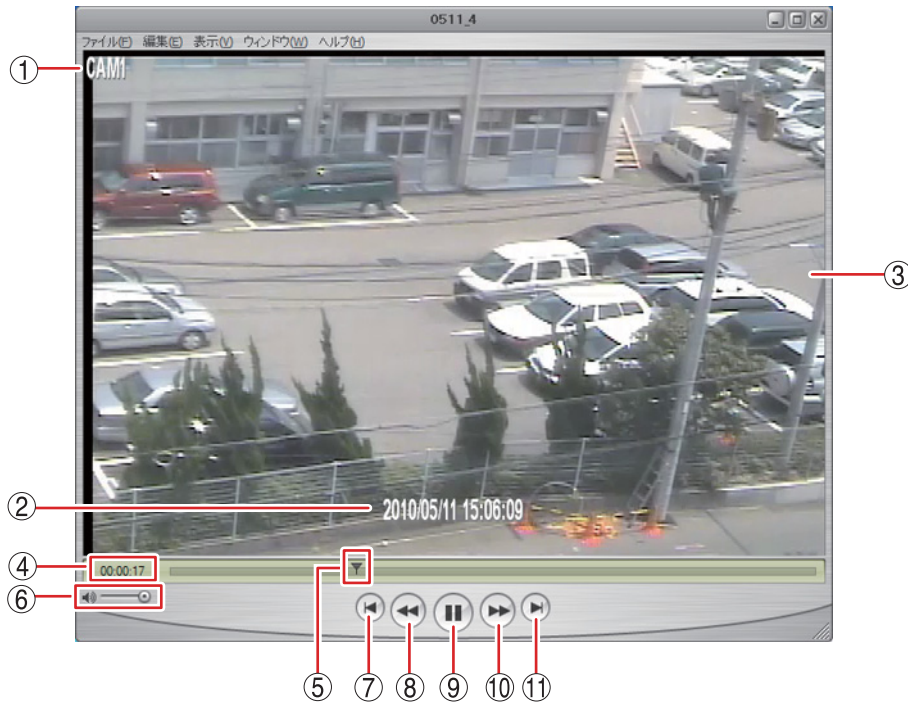 0511_4
ファイル(F) 編集(E) 表示(V) ウィンドウ(W) ヘルプ(H)
① CAM1
③
② 2010/05/11 15:06:09
④ 00:00:17
⑥
⑤ ⑦ ⑧ ⑨ ⑩ ⑪